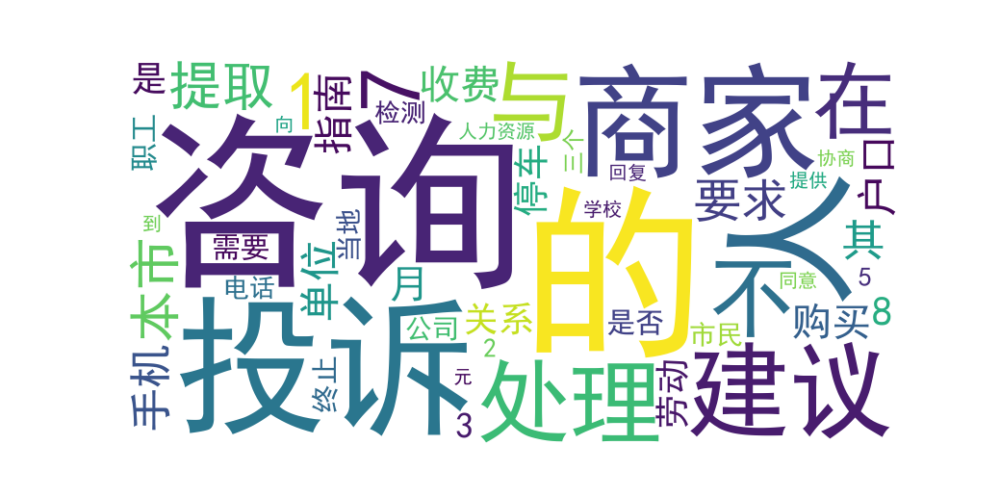 咨询
的
投诉
商家
人
建议
处理
不
与
在
1
7
提取
指南
收费
是
检测
职工
向
人力资源
三个
停车
回复
协商
提供
户口
要求
其
学校
到
本市
需要
当地
单位
电话
月
公司
关系
2
是否
市民
购买
同意
5
8
手机
终止
元
3
劳动